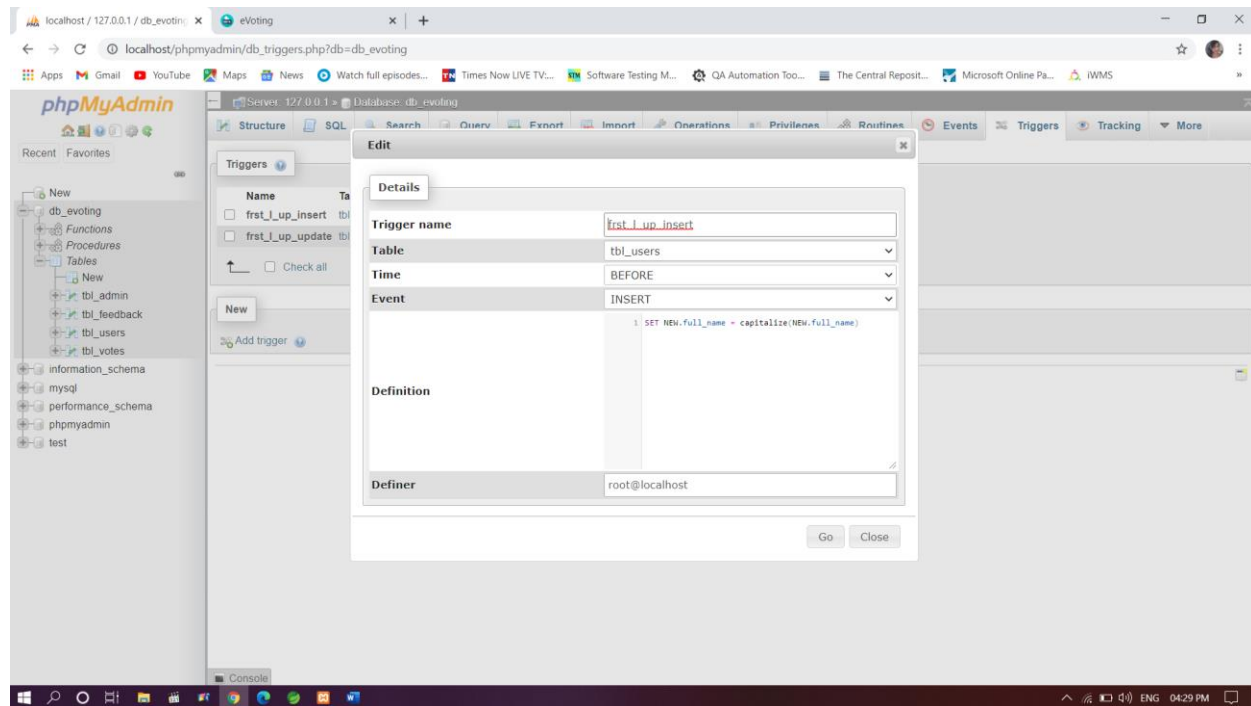 localhost / 127.0.0.1 / db_evoting
eVoting
localhost/phpmyadmin/db_triggers.php?db=db_evoting
Apps Gmail YouTube Maps News Watch full episodes... Times Now LIVE TV:... Software Testing M... QA Automation Too... The Central Reposit... Microsoft Online Pa... iWMS
phpMyAdmin
Recent Favorites
New
db_evoting
Functions
Procedures
Tables
New
tbl_admin
tbl_feedback
tbl_users
tbl_votes
information_schema
mysql
performance_schema
phpmyadmin
test
Server: 127.0.0.1 » Database: db_evoting
Structure SQL Search Query Export Import Operations Privileges Routines Events Triggers Tracking More
Triggers
Name Ta
frst_l_up_insert tbl
frst_l_up_update tbl
Check all
New
Add trigger
Edit
Details
Trigger name frst_l_up_insert
Table tbl_users
Time BEFORE
Event INSERT
Definition
1 SET NEW.full_name = capitalize(NEW.full_name)
Definer root@localhost
Go Close
Console
ENG 04:29 PM